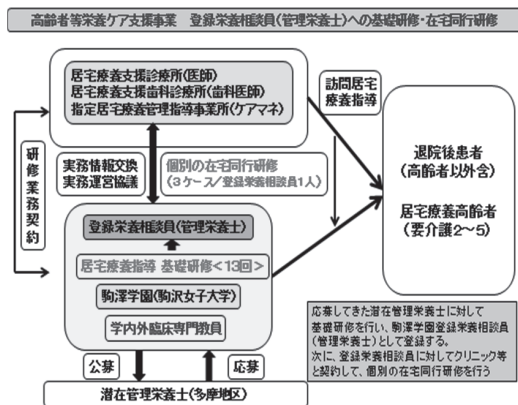 高齢者等栄養ケア支援事業　登録栄養相談員(管理栄養士)への基礎研修・在宅同行研修
居宅療養支援診療所(医師)
居宅療養支援歯科診療所(歯科医師)
指定居宅療養管理指導事業所(ケアマネ)
訪問居宅
療養指導
研修業務契約
実務情報交換
実務運営協議
個別の在宅同行研修
(3ケース/登録栄養相談員1人)
退院後患者
(高齢者以外含)
居宅療養高齢者
(要介護2〜5)
登録栄養相談員(管理栄養士)
居宅療養指導 基礎研修<13回>
駒澤学園(駒沢女子大学)
学内外臨床専門教員
公募
応募
潜在管理栄養士(多摩地区)
応募してきた潜在管理栄養士に対して
基礎研修を行い、駒澤学園登録栄養相談員
(管理栄養士)として登録する。
次に、登録栄養相談員に対してクリニック等
と契約して、個別の在宅同行研修を行う